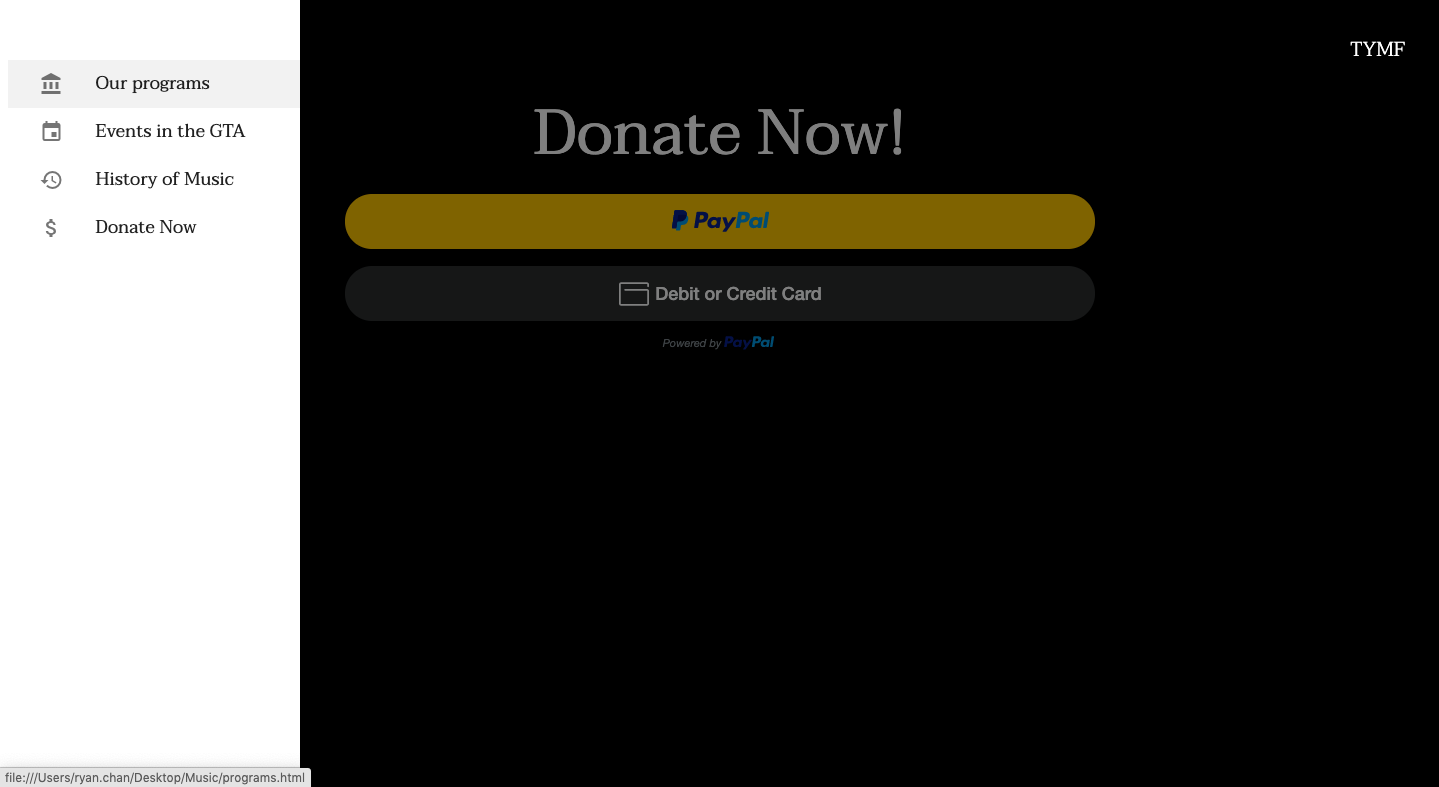 Our programs
Events in the GTA
History of Music
Donate Now
TYMF
Donate Now!
PayPal
Debit or Credit Card
Powered by PayPal
file:///Users/ryan.chan/Desktop/Music/programs.html